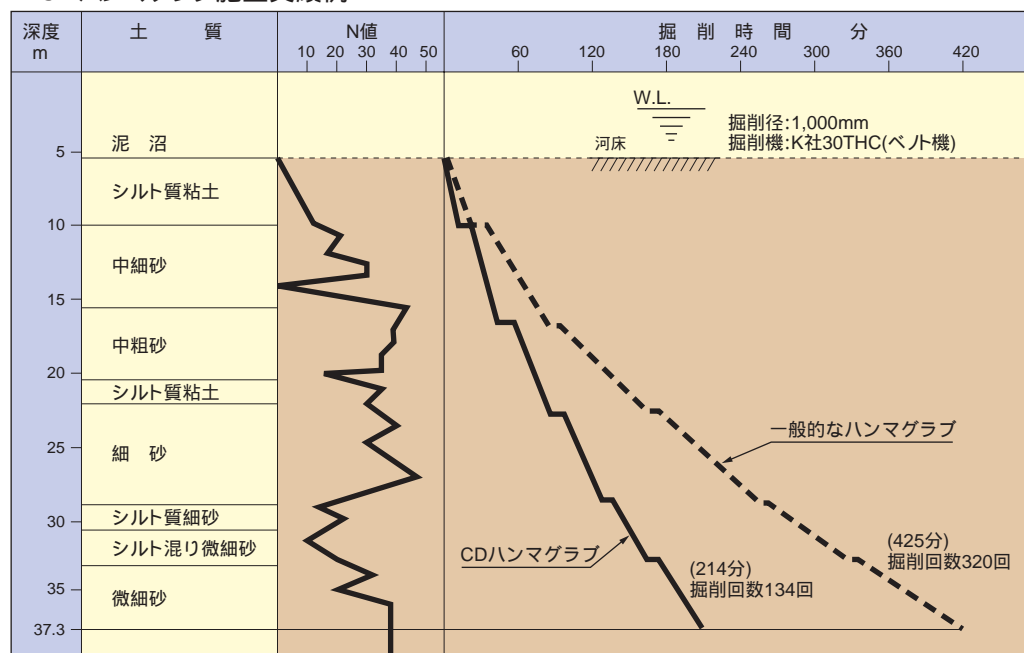 深度 m
土 質
N値
10 20 30 40 50
掘 削 時 間 分
60 120 180 240 300 360 420
W.L.
河床
掘削径:1,000mm
掘削機:K社30THC(ベノト機)
5
10
15
20
25
30
35
37.3
泥 沼
シルト質粘土
中細砂
中粗砂
シルト質粘土
細 砂
シルト質細砂
シルト混り微細砂
微細砂
一般的なハンマグラブ
CDハンマグラブ
(214分)
掘削回数134回
(425分)
掘削回数320回